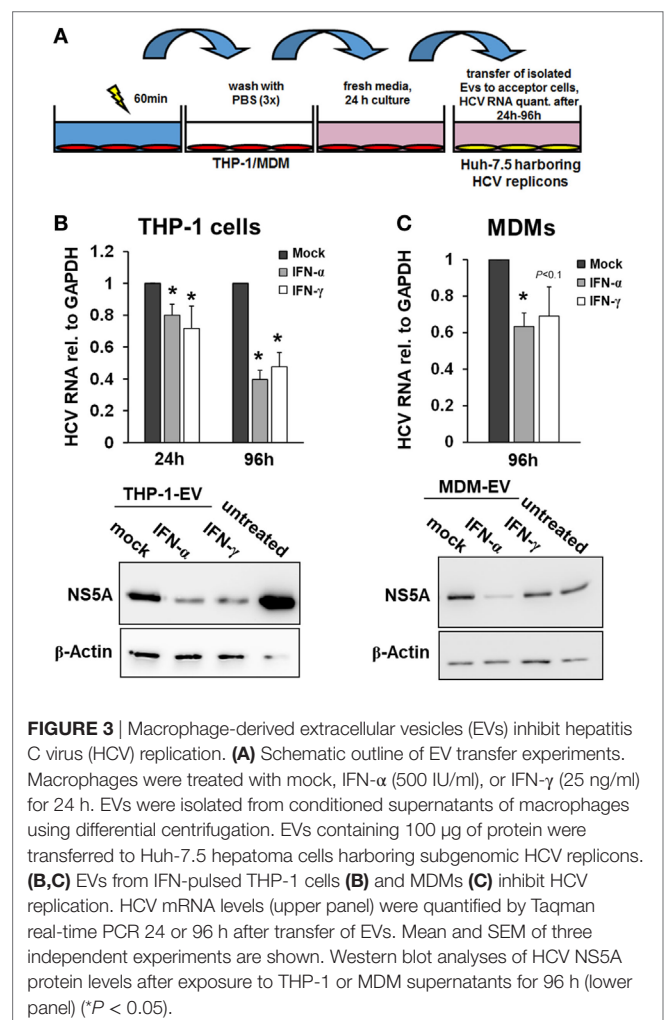 A
60min
wash with
PBS (3x)
fresh media,
24 h culture
transfer of isolated
Evs to acceptor cells,
HCV RNA quant. after
24h-96h
THP-1/MDM
Huh-7.5 harboring
HCV replicons
B
THP-1 cells
HCV RNA rel. to GAPDH
1.2
1
0.8
0.6
0.4
0.2
0
Mock
IFN-α
IFN-γ
* * * *
24h 96h
THP-1-EV
mock IFN-α IFN-γ untreated
NS5A
β-Actin
C
MDMs
HCV RNA rel. to GAPDH
1
0.8
0.6
0.4
0.2
0
Mock
IFN-α
IFN-γ
* P<0.1
96h
MDM-EV
mock IFN-α IFN-γ untreated
NS5A
β-Actin
FIGURE 3 | Macrophage-derived extracellular vesicles (EVs) inhibit hepatitis
C virus (HCV) replication. (A) Schematic outline of EV transfer experiments.
Macrophages were treated with mock, IFN-α (500 IU/ml), or IFN-γ (25 ng/ml)
for 24 h. EVs were isolated from conditioned supernatants of macrophages
using differential centrifugation. EVs containing 100 µg of protein were
transferred to Huh-7.5 hepatoma cells harboring subgenomic HCV replicons.
(B,C) EVs from IFN-pulsed THP-1 cells (B) and MDMs (C) inhibit HCV
replication. HCV mRNA levels (upper panel) were quantified by Taqman
real-time PCR 24 or 96 h after transfer of EVs. Mean and SEM of three
independent experiments are shown. Western blot analyses of HCV NS5A
protein levels after exposure to THP-1 or MDM supernatants for 96 h (lower
panel) (*P < 0.05).